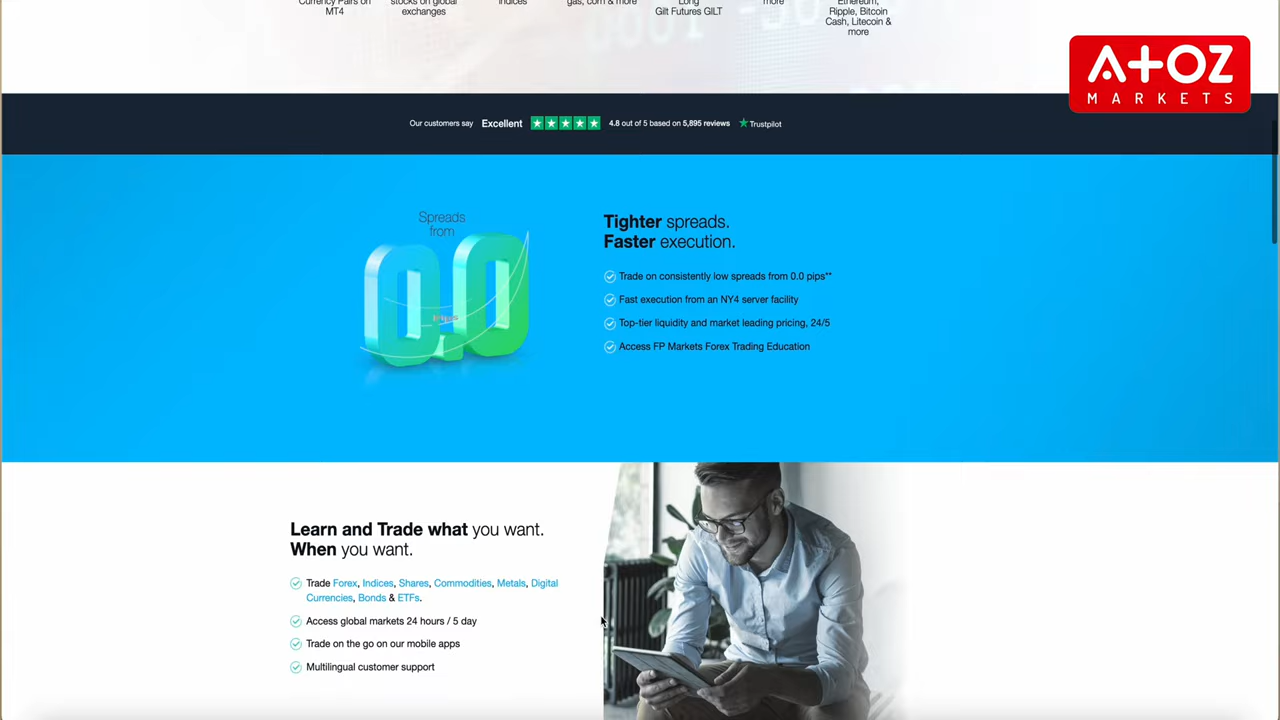 Currency Pairs on
MT4
stocks on global
exchanges
indices
gas, corn & more
Long
Gilt Futures GILT
more
Ethereum,
Ripple, Bitcoin
Cash, Litecoin &
more
A+OZ
MARKETS
Our customers say Excellent 4.8 out of 5 based on 5,895 reviews Trustpilot
Spreads
from
0.0
Tighter spreads.
Faster execution.
Trade on consistently low spreads from 0.0 pips**
Fast execution from an NY4 server facility
Top-tier liquidity and market leading pricing, 24/5
Access FP Markets Forex Trading Education
Learn and Trade what you want.
When you want.
Trade Forex, Indices, Shares, Commodities, Metals, Digital
Currencies, Bonds & ETFs.
Access global markets 24 hours / 5 day
Trade on the go on our mobile apps
Multilingual customer support